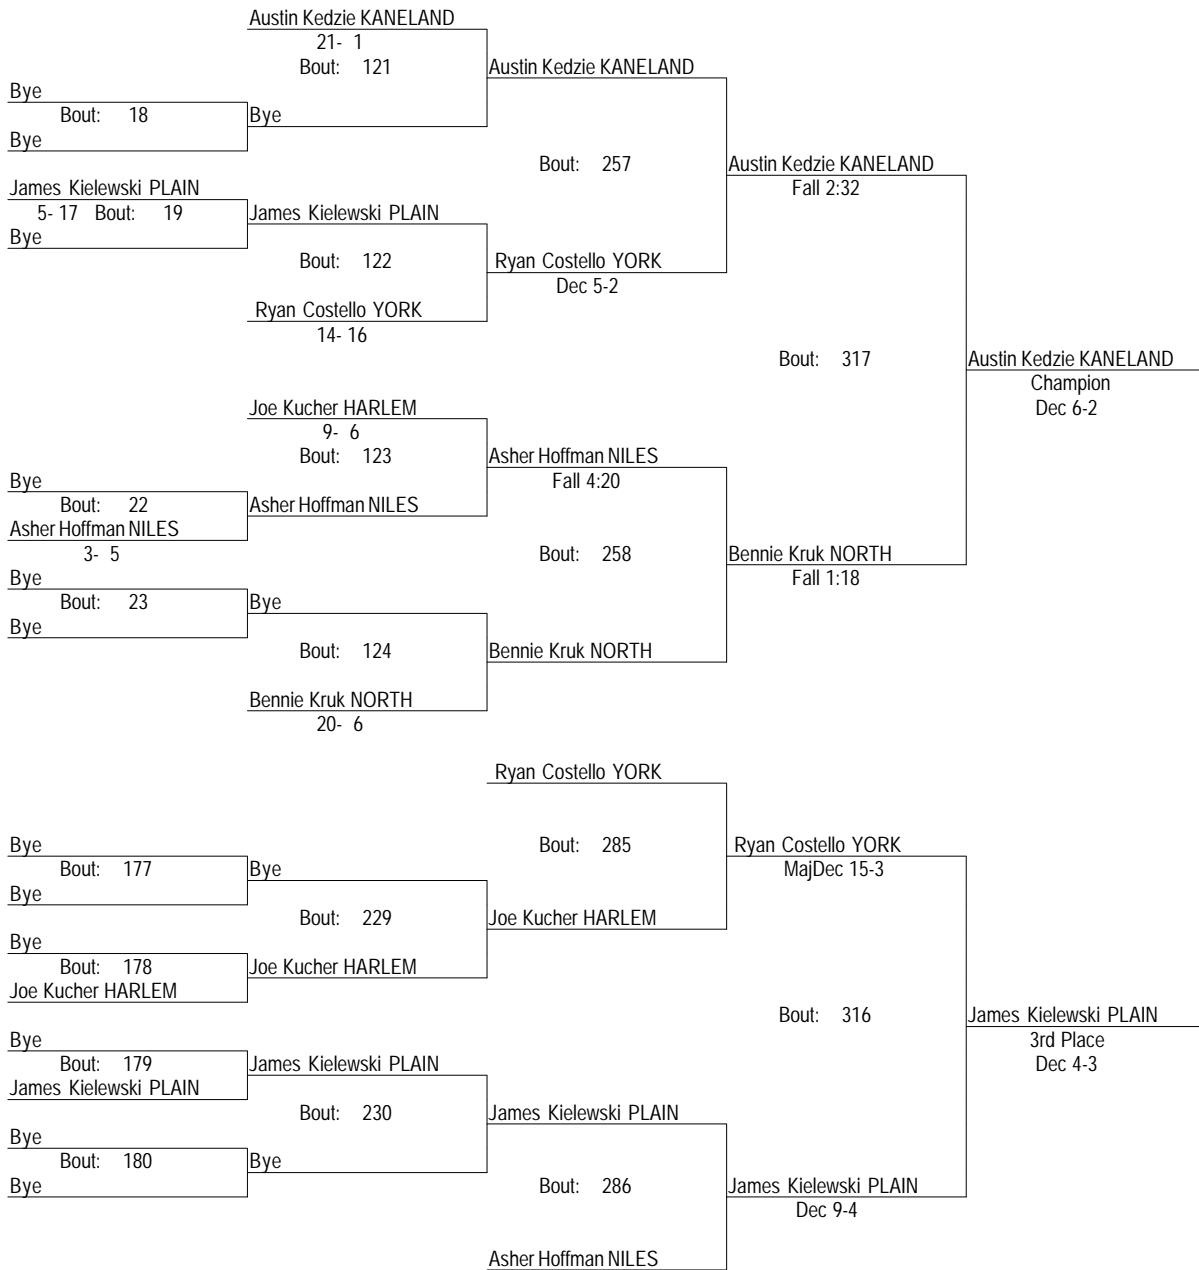 Austin Kedzie KANELAND
21- 1
Bout: 121
Austin Kedzie KANELAND
Bye
Bout: 18
Bye
Bye
Bout: 257
Austin Kedzie KANELAND
Fall 2:32
James Kielewski PLAIN
5- 17 Bout: 19
James Kielewski PLAIN
Bye
Bout: 122
Ryan Costello YORK
Dec 5-2
Ryan Costello YORK
14- 16
Bout: 317
Austin Kedzie KANELAND
Champion
Dec 6-2
Joe Kucher HARLEM
9- 6
Bout: 123
Asher Hoffman NILES
Fall 4:20
Bye
Bout: 22
Asher Hoffman NILES
Asher Hoffman NILES
3- 5
Bout: 258
Bennie Kruk NORTH
Fall 1:18
Bye
Bout: 23
Bye
Bye
Bout: 124
Bennie Kruk NORTH
Bennie Kruk NORTH
20- 6
Ryan Costello YORK
Bye
Bout: 285
Ryan Costello YORK
MajDec 15-3
Bout: 177
Bye
Bye
Bout: 229
Joe Kucher HARLEM
Bye
Bout: 178
Joe Kucher HARLEM
Joe Kucher HARLEM
Bout: 316
James Kielewski PLAIN
3rd Place
Dec 4-3
Bye
Bout: 179
James Kielewski PLAIN
James Kielewski PLAIN
Bout: 230
James Kielewski PLAIN
Bye
Bout: 180
Bye
Bye
Bout: 286
James Kielewski PLAIN
Dec 9-4
Asher Hoffman NILES